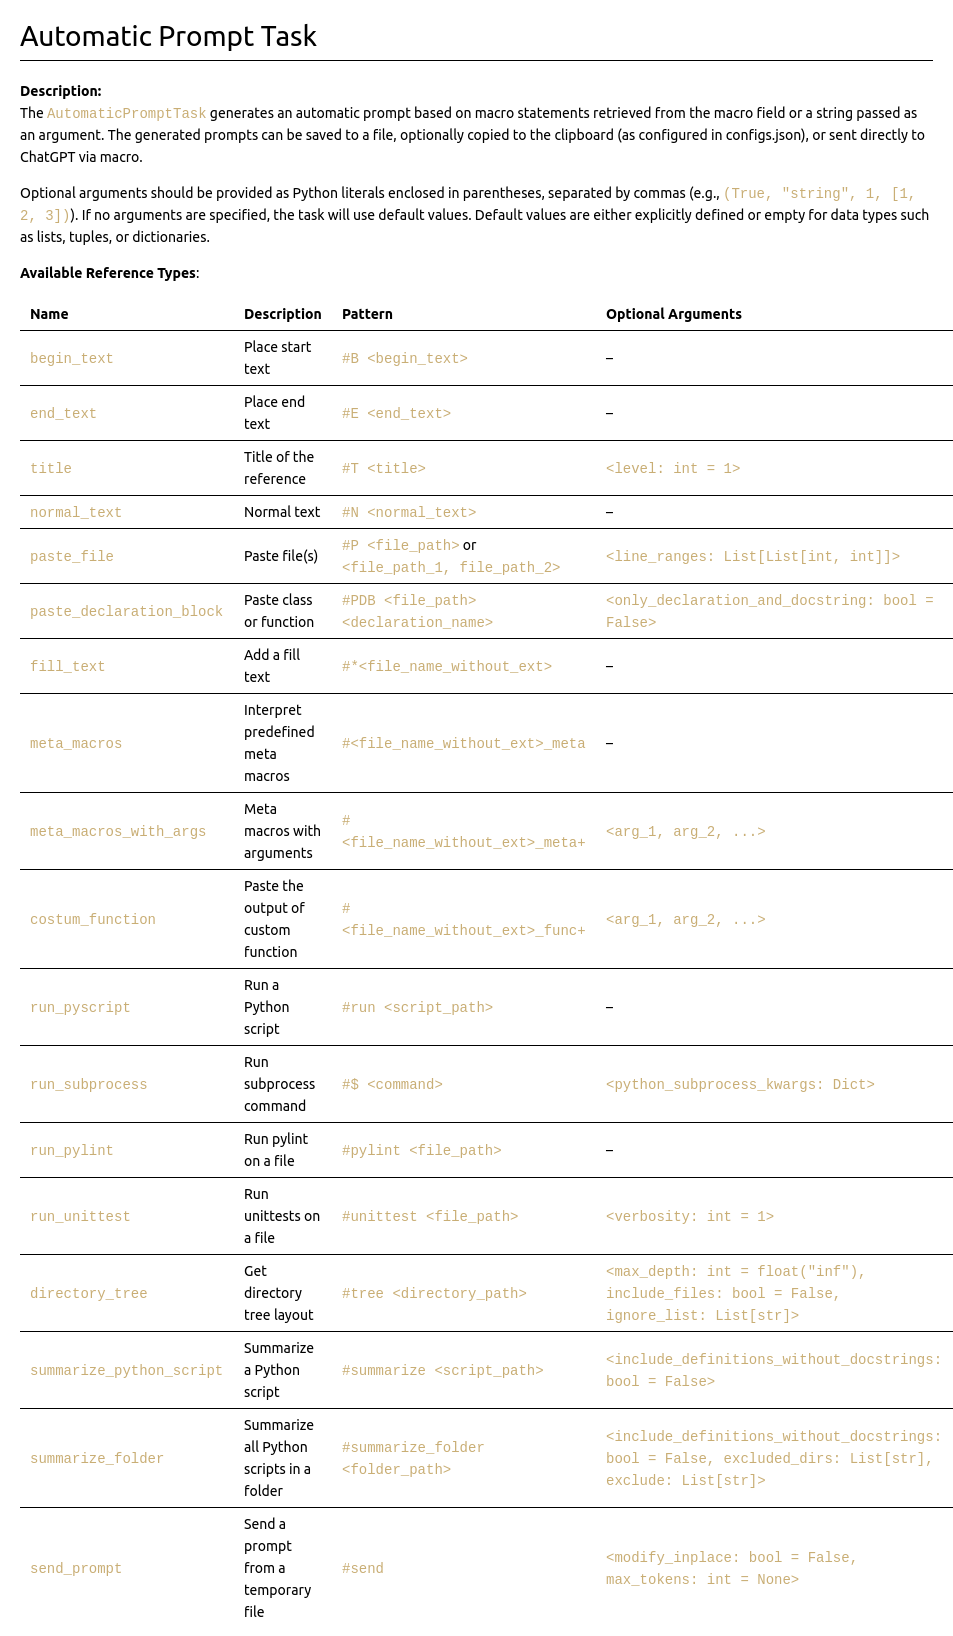 Automatic Prompt Task
Description:
The AutomaticPromptTask generates an automatic prompt based on macro statements retrieved from the macro field or a string passed as
an argument. The generated prompts can be saved to a file, optionally copied to the clipboard (as configured in configs.json), or sent directly to
ChatGPT via macro.
Optional arguments should be provided as Python literals enclosed in parentheses, separated by commas (e.g., (True, "string", 1, [1,
2, 3])). If no arguments are specified, the task will use default values. Default values are either explicitly defined or empty for data types such
as lists, tuples, or dictionaries.
Available Reference Types:
Name Description Pattern Optional Arguments
begin_text Place start
text #B <begin_text> –
end_text Place end
text #E <end_text> –
title Title of the
reference #T <title> <level: int = 1>
normal_text Normal text #N <normal_text> –
paste_file Paste file(s) #P <file_path> or
<file_path_1, file_path_2> <line_ranges: List[List[int, int]]>
paste_declaration_block Paste class
or function #PDB <file_path>
<declaration_name> <only_declaration_and_docstring: bool =
False>
fill_text Add a fill
text #*<file_name_without_ext> –
meta_macros Interpret
predefined
meta
macros #<file_name_without_ext>_meta –
meta_macros_with_args Meta
macros with
arguments #
<file_name_without_ext>_meta+ <arg_1, arg_2, ...>
costum_function Paste the
output of
custom
function #
<file_name_without_ext>_func+ <arg_1, arg_2, ...>
run_pyscript Run a
Python
script #run <script_path> –
run_subprocess Run
subprocess
command #$ <command> <python_subprocess_kwargs: Dict>
run_pylint Run pylint
on a file #pylint <file_path> –
run_unittest Run
unittests on
a file #unittest <file_path> <verbosity: int = 1>
directory_tree Get
directory
tree layout #tree <directory_path> <max_depth: int = float("inf"),
include_files: bool = False,
ignore_list: List[str]>
summarize_python_script Summarize
a Python
script #summarize <script_path> <include_definitions_without_docstrings:
bool = False>
summarize_folder Summarize
all Python
scripts in a
folder #summarize_folder
<folder_path> <include_definitions_without_docstrings:
bool = False, excluded_dirs: List[str],
exclude: List[str]>
send_prompt Send a
prompt
from a
temporary
file #send <modify_inplace: bool = False,
max_tokens: int = None>